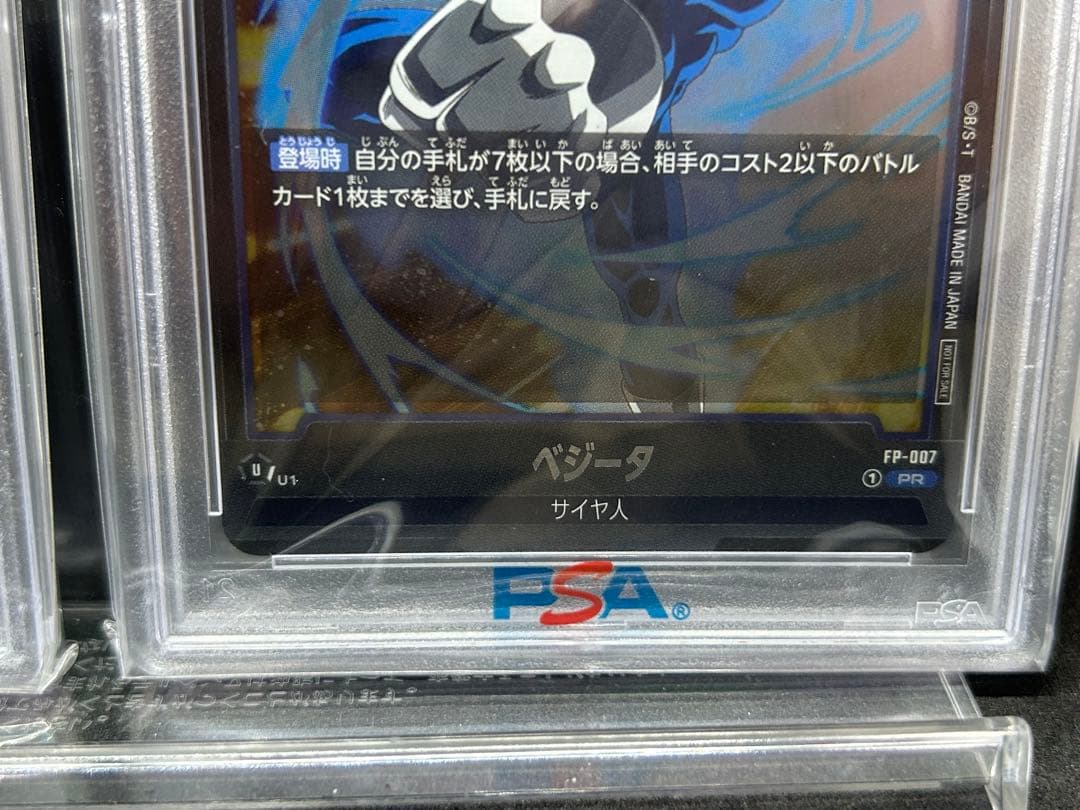 登場時 自分の手札が7枚以下の場合、相手のコスト2以下のバトル
カード1枚までを選び、手札に戻す。
©B/S・T BANDAI MADE IN JAPAN
NOT FOR SALE
U
U1
ベジータ
FP-007
1 PR
サイヤ人
PSA®
PSA